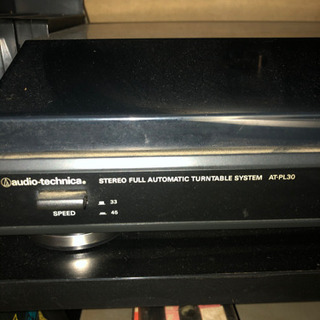 audio-technica® STEREO FULL AUTOMATIC TURNTABLE SYSTEM AT-PL30
33
SPEED 45